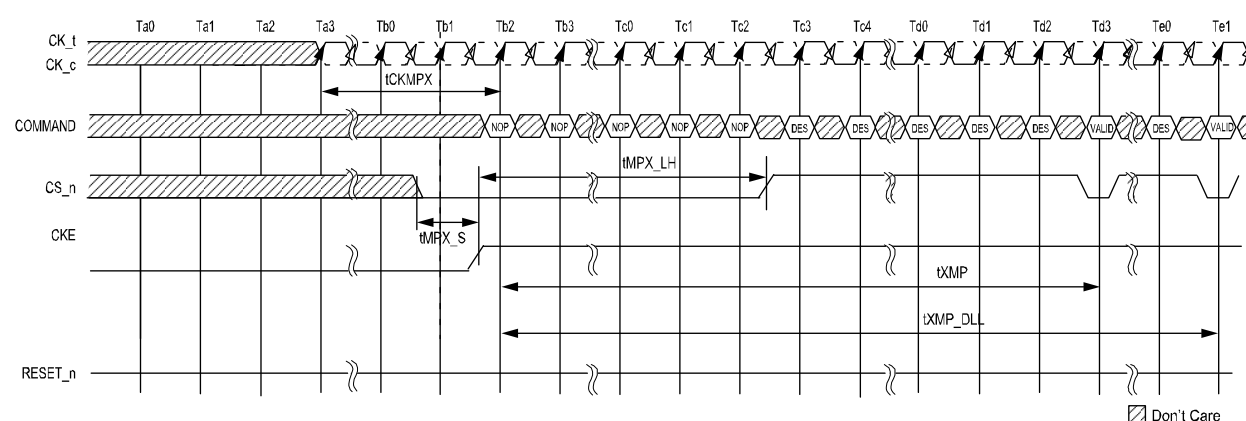 Ta0 Ta1 Ta2 Ta3 Tb0 Tb1 Tb2 Tb3 Tc0 Tc1 Tc2 Tc3 Tc4 Td0 Td1 Td2 Td3 Te0 Te1
CK_t
CK_c
tCKMPX
COMMAND NOP NOP NOP NOP NOP DES DES DES DES DES VALID DES VALID
tMPX_LH
CS_n
tMPX_S
CKE
tXMP
tXMP_DLL
RESET_n
Don't Care